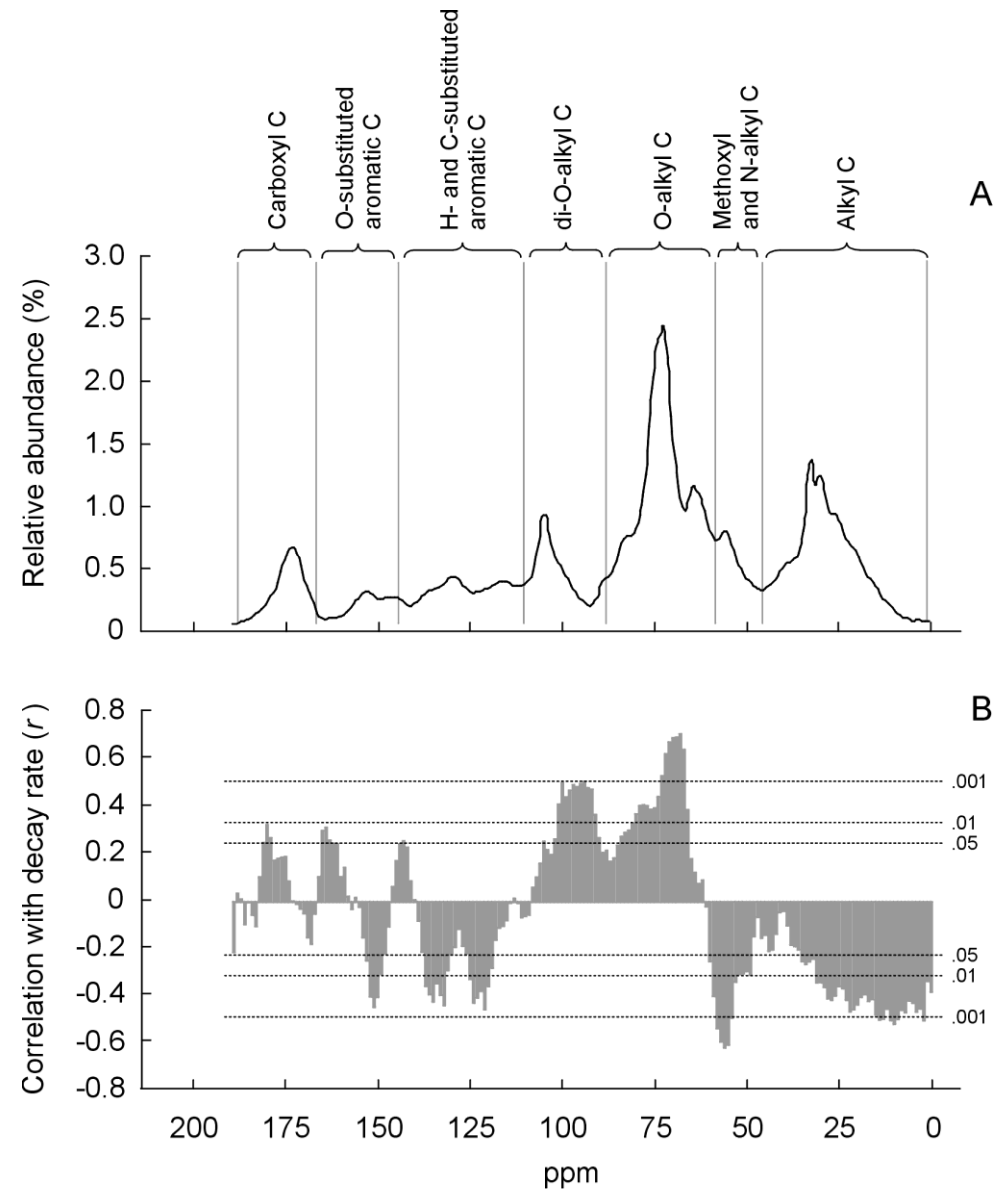 Carboxyl C
O-substituted
aromatic C
H- and C-substituted
aromatic C
di-O-alkyl C
O-alkyl C
Methoxyl
and N-alkyl C
Alkyl C
A
Relative abundance (%)
3.0
2.5
2.0
1.5
1.0
0.5
0
B
Correlation with decay rate (r)
0.8
0.6
0.4
0.2
0
-0.2
-0.4
-0.6
-0.8
.001
.01
.05
.05
.01
.001
200 175 150 125 100 75 50 25 0
ppm